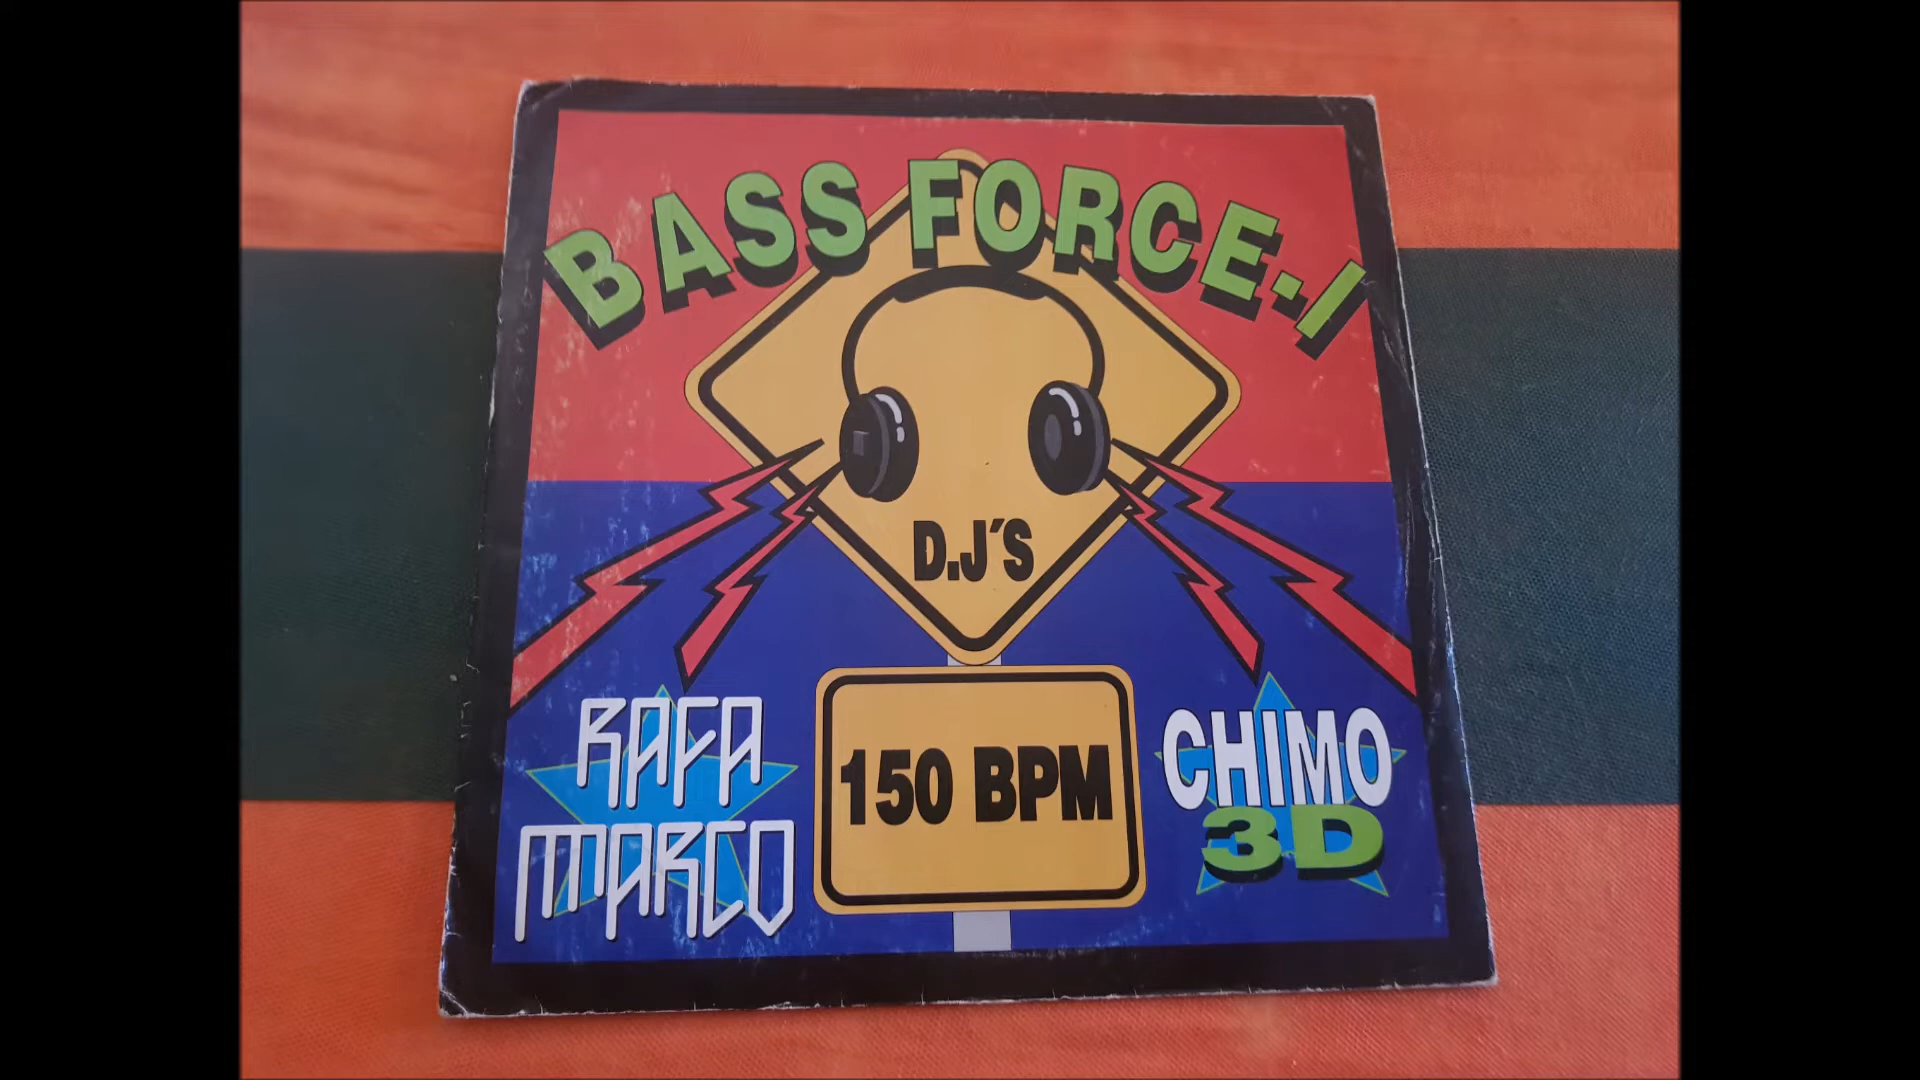 BASS FORCE-I
D.J´S
150 BPM
RAFA
MARCO
CHIMO
3D